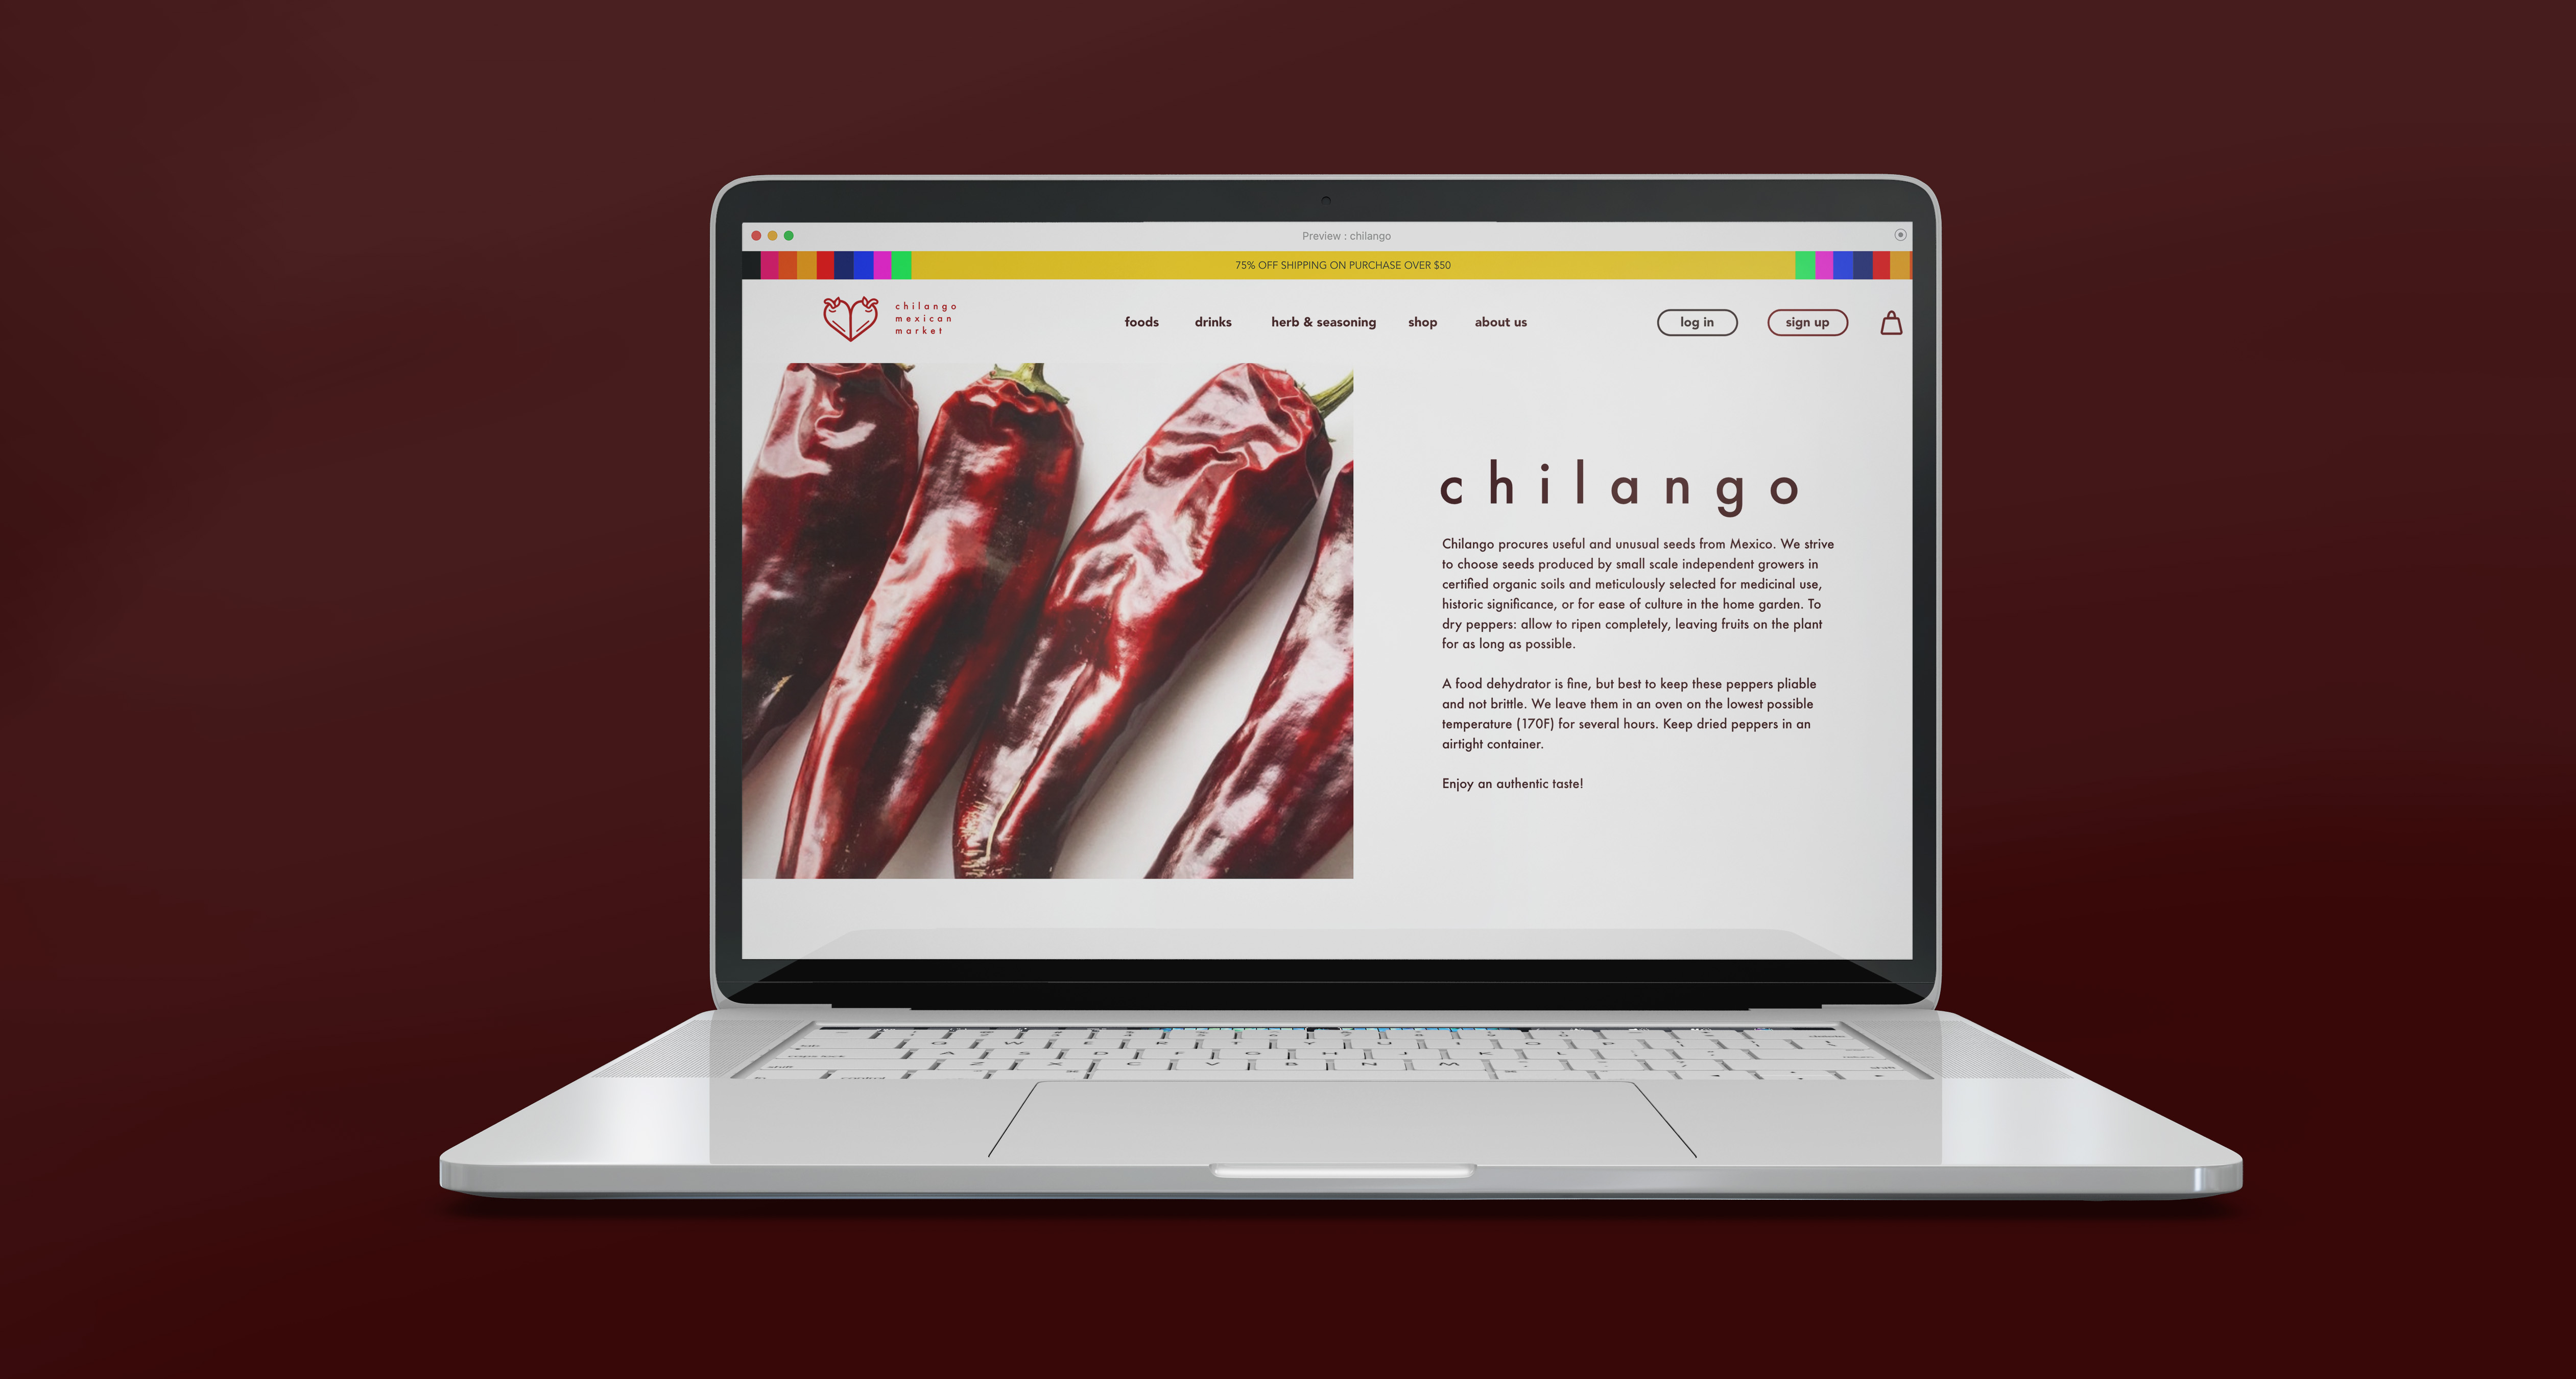 Preview : chilango
75% OFF SHIPPING ON PURCHASE OVER $50
chilango
mexican
market
foods
drinks
herb & seasoning
shop
about us
log in
sign up
chilango
Chilango procures useful and unusual seeds from Mexico. We strive
to choose seeds produced by small scale independent growers in
certified organic soils and meticulously selected for medicinal use,
historic significance, or for ease of culture in the home garden. To
dry peppers: allow to ripen completely, leaving fruits on the plant
for as long as possible.
A food dehydrator is fine, but best to keep these peppers pliable
and not brittle. We leave them in an oven on the lowest possible
temperature (170F) for several hours. Keep dried peppers in an
airtight container.
Enjoy an authentic taste!
Q W E R T Y U I O P
caps lock A S D F G H J K L
shift Z X C V B N M
fn control